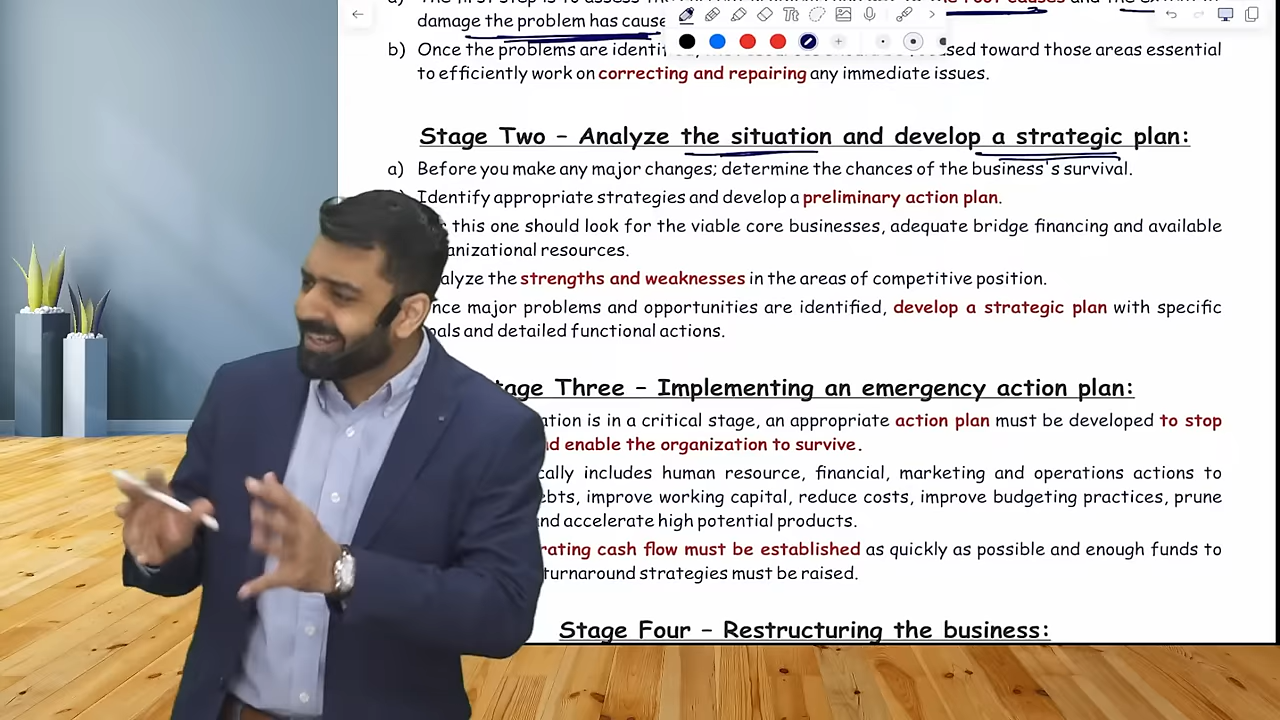 damage the problem has cause
b) Once the problems are identif sed toward those areas essential
to efficiently work on correcting and repairing any immediate issues.
Stage Two – Analyze the situation and develop a strategic plan:
a) Before you make any major changes; determine the chances of the business's survival.
Identify appropriate strategies and develop a preliminary action plan.
this one should look for the viable core businesses, adequate bridge financing and available
anizational resources.
alyze the strengths and weaknesses in the areas of competitive position.
nce major problems and opportunities are identified, develop a strategic plan with specific
oals and detailed functional actions.
tage Three – Implementing an emergency action plan:
ation is in a critical stage, an appropriate action plan must be developed to stop
nd enable the organization to survive.
cally includes human resource, financial, marketing and operations actions to
ebts, improve working capital, reduce costs, improve budgeting practices, prune
nd accelerate high potential products.
rating cash flow must be established as quickly as possible and enough funds to
turnaround strategies must be raised.
Stage Four – Restructuring the business: